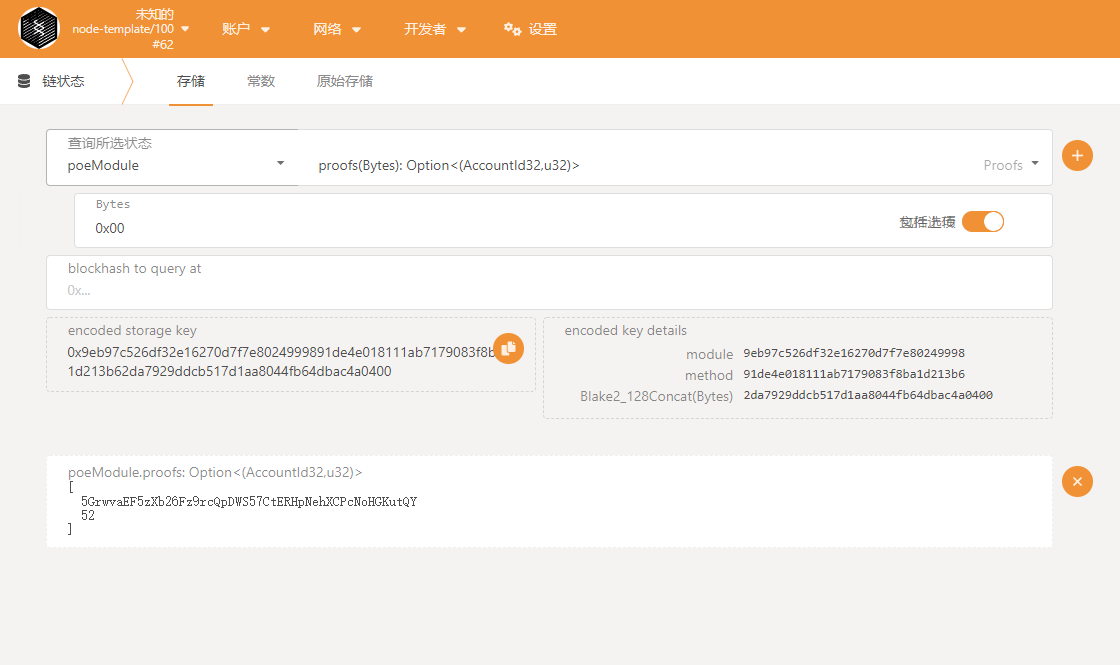 未知的
node-template/100
#62
账户
网络
开发者
设置
链状态
存储
常数
原始存储
查询所选状态
poeModule
proofs(Bytes): Option<(AccountId32,u32)>
Proofs
Bytes
0x00
包括选项
blockhash to query at
0x...
encoded storage key
0x9eb97c526df32e16270d7f7e8024999891de4e018111ab7179083f8b
1d213b62da7929ddcb517d1aa8044fb64dbac4a0400
encoded key details
module 9eb97c526df32e16270d7f7e80249998
method 91de4e018111ab7179083f8ba1d213b6
Blake2_128Concat(Bytes) 2da7929ddcb517d1aa8044fb64dbac4a0400
poeModule.proofs: Option<(AccountId32,u32)>
[
5GrwvaEF5zXb26Fz9rcQpDWS57CtERHpNehXCPcNoHGKutQY
52
]